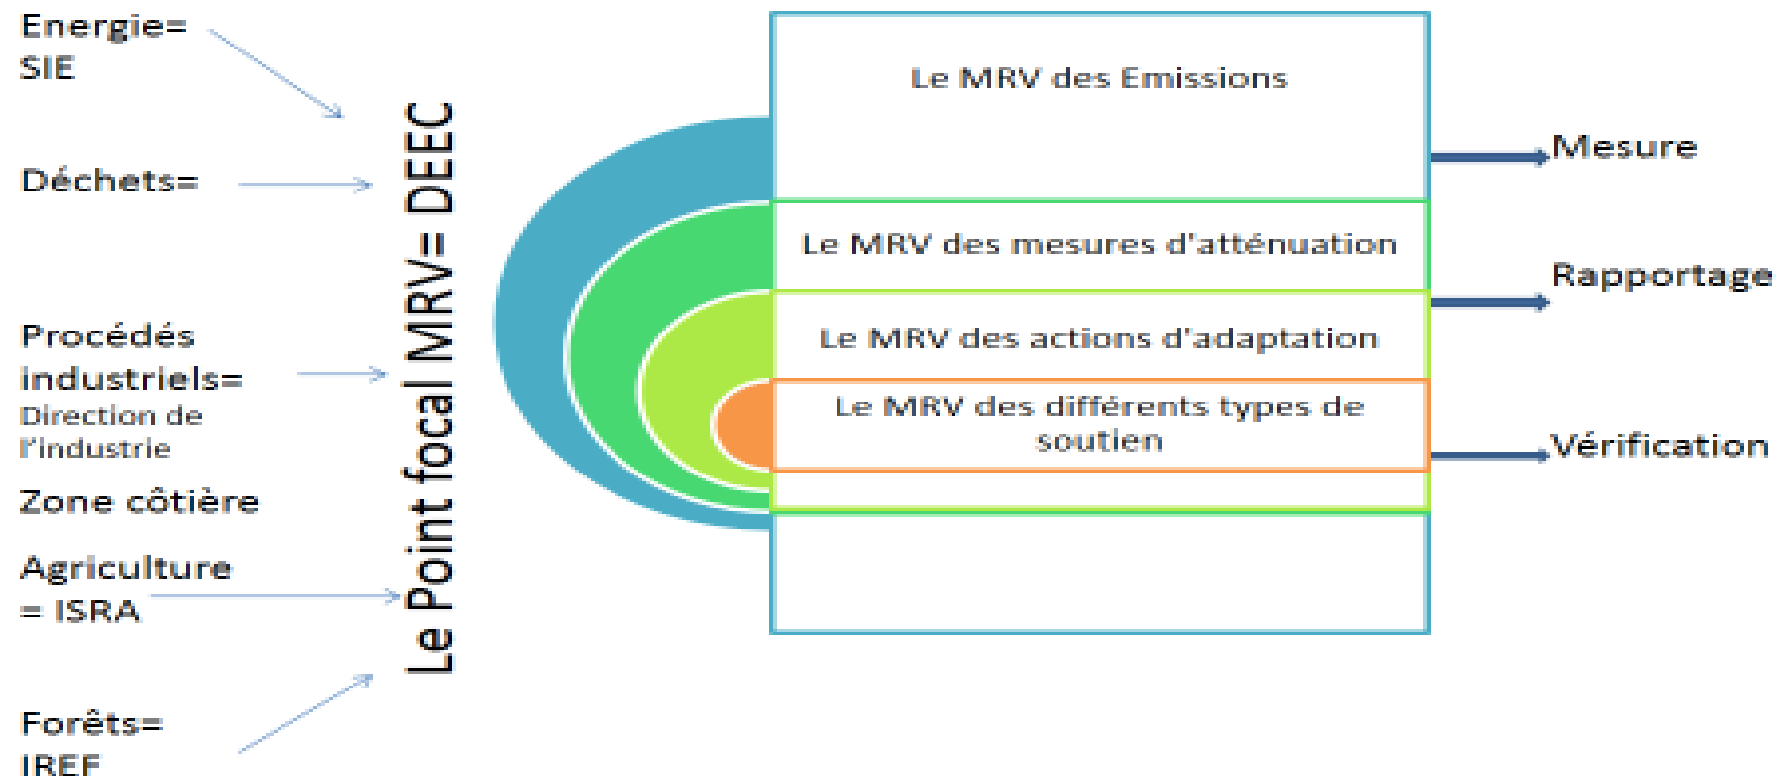 Energie=
SIE
Déchets=
Procédés
industriels=
Direction de
l'industrie
Zone côtière
Agriculture
= ISRA
Forêts=
IREF
Le Point focal MRV= DEEC
Le MRV des Emissions
Le MRV des mesures d'atténuation
Le MRV des actions d'adaptation
Le MRV des différents types de
soutien
Mesure
Rapportage
Vérification